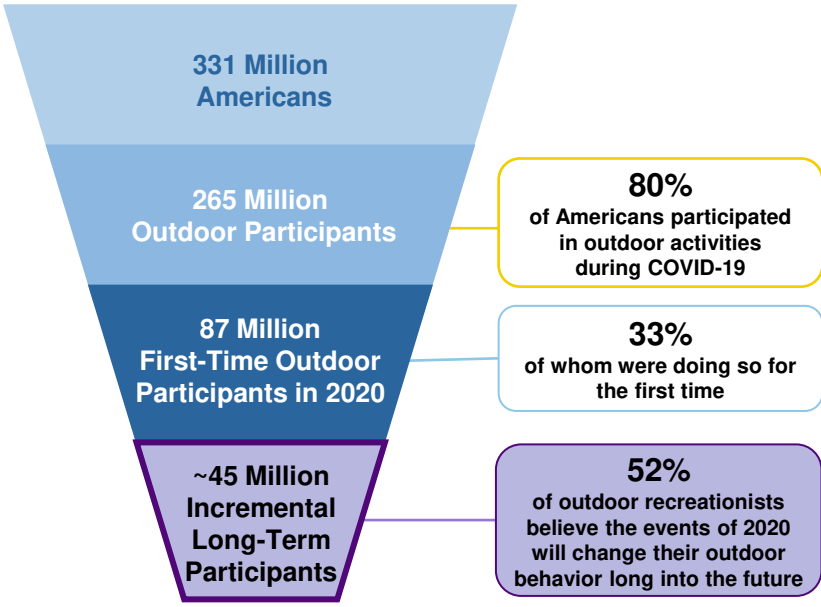 331 Million
Americans
265 Million
Outdoor Participants
80%
of Americans participated
in outdoor activities
during COVID-19
87 Million
First-Time Outdoor
Participants in 2020
33%
of whom were doing so for
the first time
~45 Million
Incremental
Long-Term
Participants
52%
of outdoor recreationists
believe the events of 2020
will change their outdoor
behavior long into the future